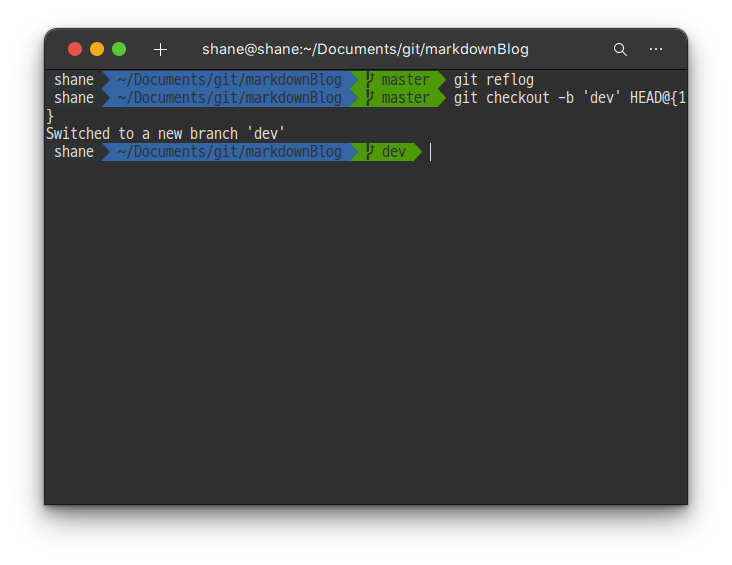 shane@shane:~/Documents/git/markdownBlog
shane ~/Documents/git/markdownBlog master git reflog
shane ~/Documents/git/markdownBlog master git checkout -b 'dev' HEAD@{1
}
Switched to a new branch 'dev'
shane ~/Documents/git/markdownBlog dev